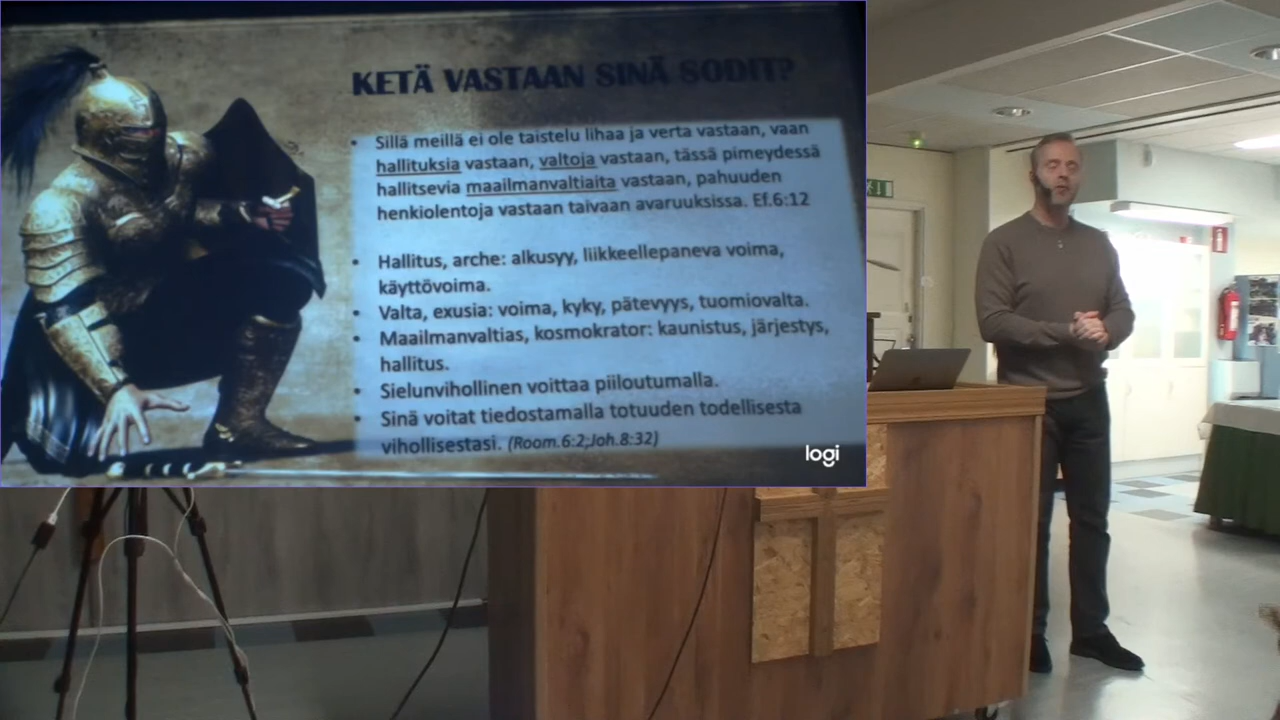 KETÄ VASTAAN SINÄ SODIT?
• Sillä meillä ei ole taistelu lihaa ja verta vastaan, vaan
hallituksia vastaan, valtoja vastaan, tässä pimeydessä
hallitsevia maailmanvaltiaita vastaan, pahuuden
henkiolentoja vastaan taivaan avaruuksissa. Ef.6:12
• Hallitus, arche: alkusyy, liikkeellepaneva voima,
käyttövoima.
• Valta, exusia: voima, kyky, pätevyys, tuomiovalta.
• Maailmanvaltias, kosmokrator: kaunistus, järjestys,
hallitus.
• Sielunvihollinen voittaa piiloutumalla.
• Sinä voitat tiedostamalla totuuden todellisesta
vihollisestasi. (Room.6:2;Joh.8:32)
logi